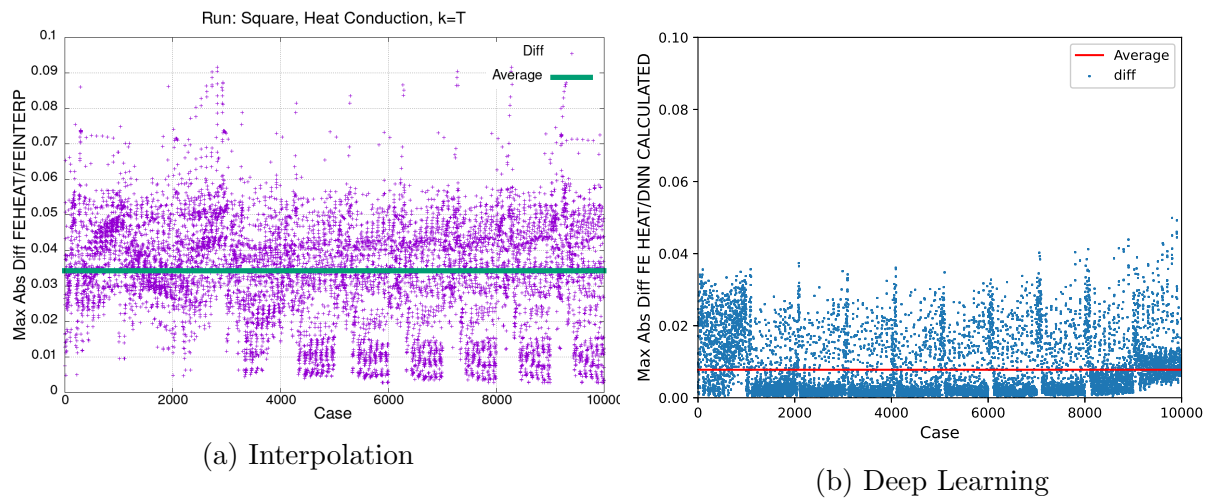 Run: Square, Heat Conduction, k=T
Max Abs Diff FEHEAT/FEINTERP
0.1
0.09
0.08
0.07
0.06
0.05
0.04
0.03
0.02
0.01
0
Diff
Average
0 2000 4000 6000 8000 10000
Case
(a) Interpolation
Max Abs Diff FE HEAT/DNN CALCULATED
0.10
0.08
0.06
0.04
0.02
0.00
Average
diff
0 2000 4000 6000 8000 10000
Case
(b) Deep Learning